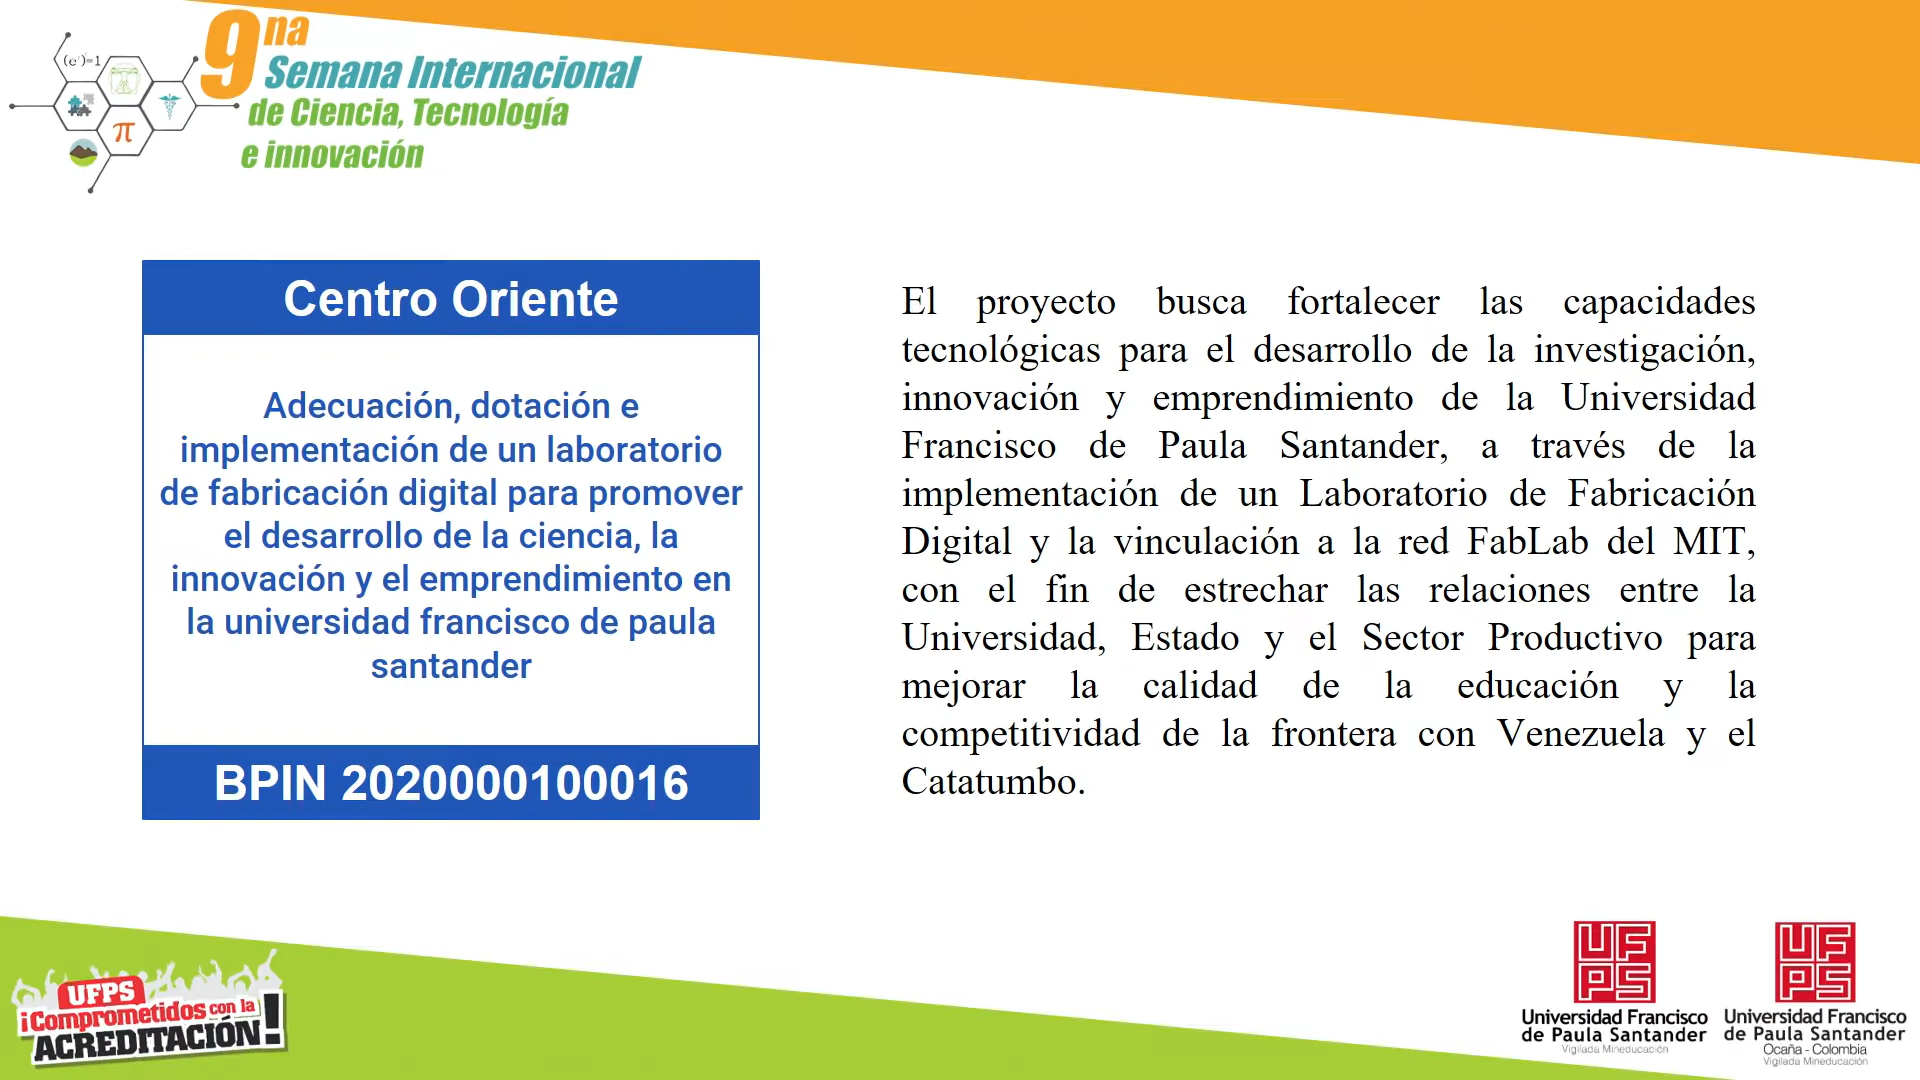 9na
Semana Internacional
de Ciencia, Tecnología
e innovación
(e^x)'=1
π
Centro Oriente
Adecuación, dotación e
implementación de un laboratorio
de fabricación digital para promover
el desarrollo de la ciencia, la
innovación y el emprendimiento en
la universidad francisco de paula
santander
BPIN 2020000100016
El proyecto busca fortalecer las capacidades
tecnológicas para el desarrollo de la investigación,
innovación y emprendimiento de la Universidad
Francisco de Paula Santander, a través de la
implementación de un Laboratorio de Fabricación
Digital y la vinculación a la red FabLab del MIT,
con el fin de estrechar las relaciones entre la
Universidad, Estado y el Sector Productivo para
mejorar la calidad de la educación y la
competitividad de la frontera con Venezuela y el
Catatumbo.
UFPS
¡Comprometidos con la
ACREDITACIÓN!
UFPS
Universidad Francisco
de Paula Santander
Vigilada Mineducación
UFPS
Universidad Francisco
de Paula Santander
Ocaña - Colombia
Vigilada Mineducación